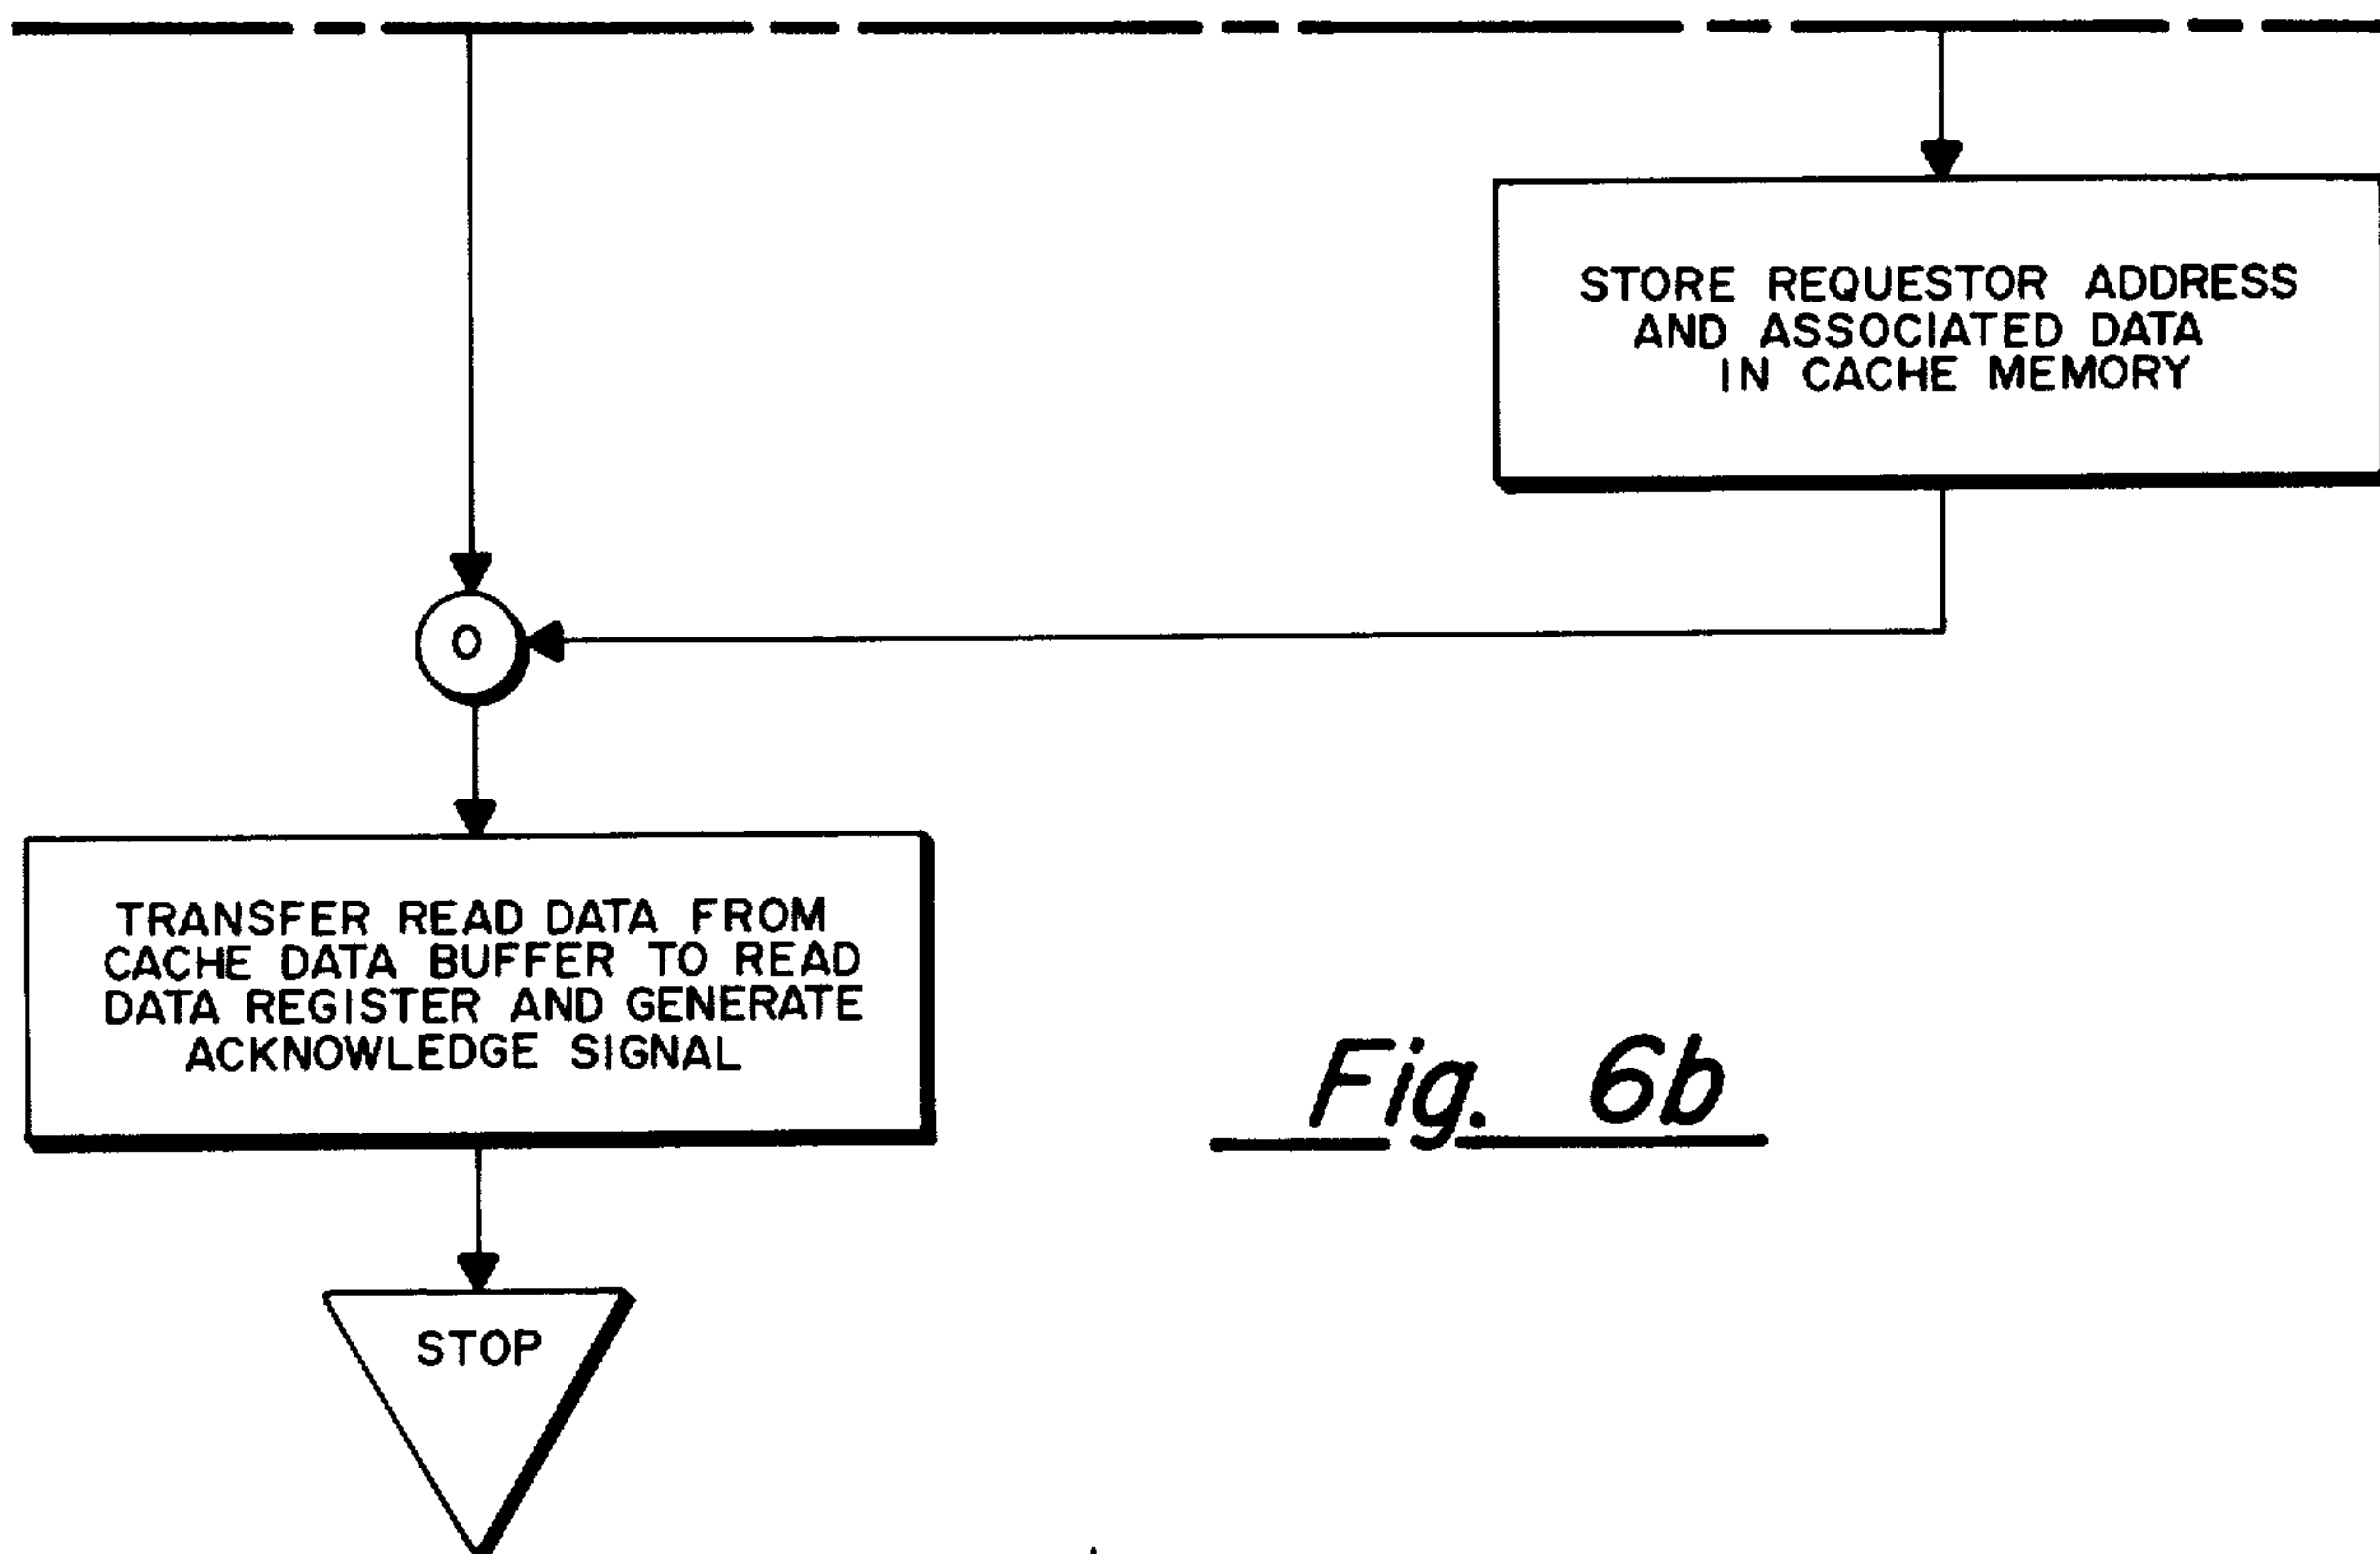 STORE REQUESTOR ADDRESS
AND ASSOCIATED DATA
IN CACHE MEMORY
O
TRANSFER READ DATA FROM
CACHE DATA BUFFER TO READ
DATA REGISTER AND GENERATE
ACKNOWLEDGE SIGNAL
Fig. 6b
STOP